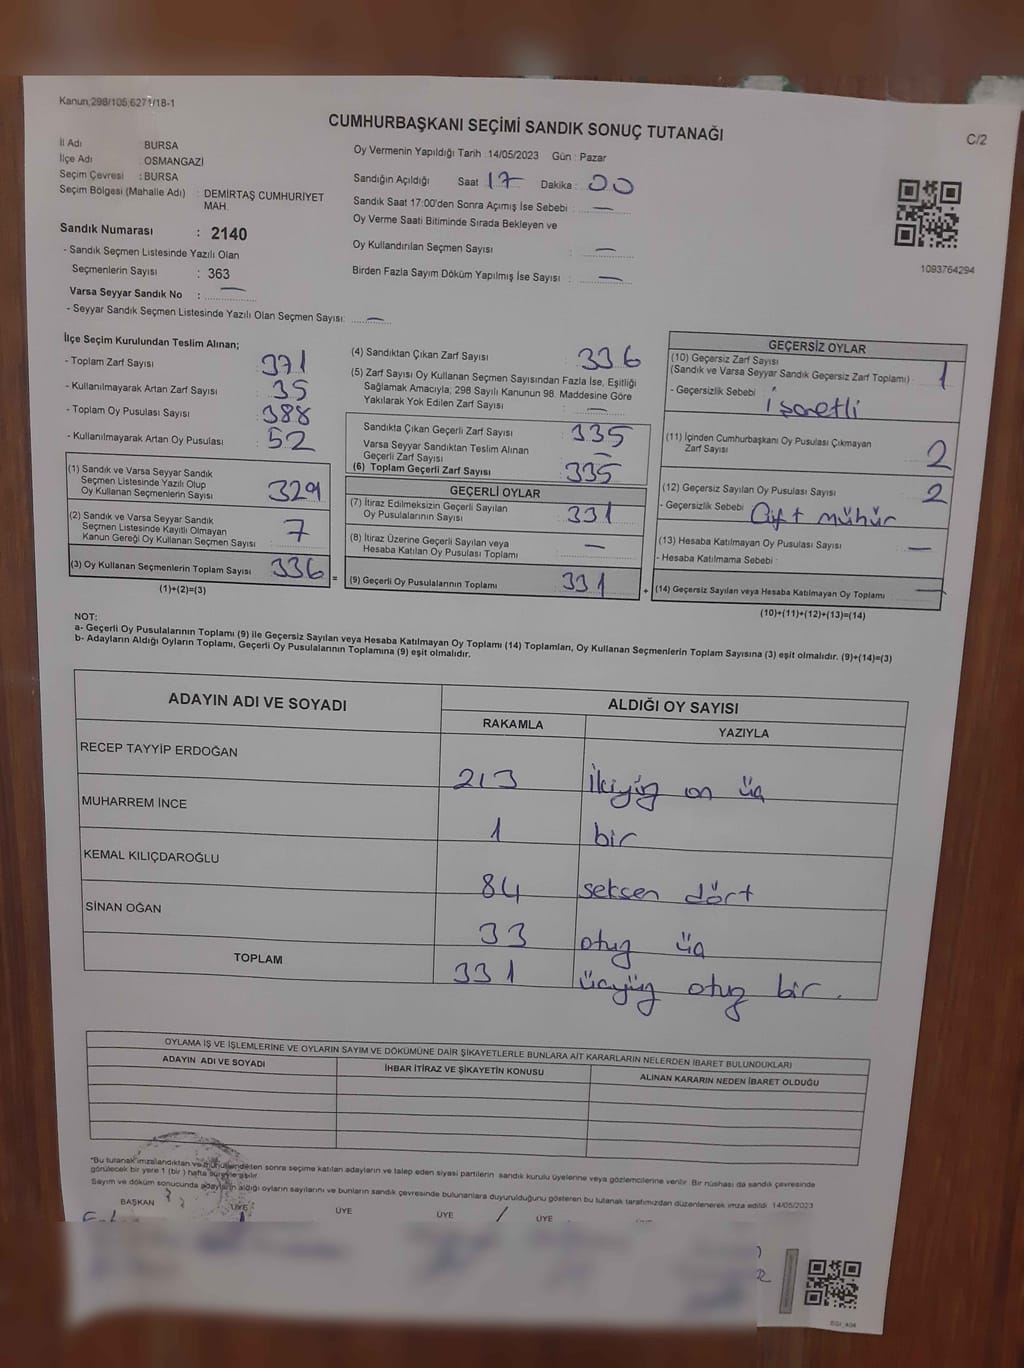 Kanun;298/105,6271/18-1
CUMHURBAŞKANI SEÇİMİ SANDIK SONUÇ TUTANAĞI
C/2
İl Adı BURSA
İlçe Adı : OSMANGAZİ
Seçim Çevresi : BURSA
Seçim Bölgesi (Mahalle Adı) : DEMİRTAŞ CUMHURİYET
MAH.
Sandık Numarası : 2140
- Sandık Seçmen Listesinde Yazılı Olan
Seçmenlerin Sayısı : 363
Varsa Seyyar Sandık No : —
- Seyyar Sandık Seçmen Listesinde Yazılı Olan Seçmen Sayısı: —
Oy Vermenin Yapıldığı Tarih :14/05/2023 Gün : Pazar
Sandığın Açıldığı Saat 17 Dakika : 00
Sandık Saat 17:00'den Sonra Açımış İse Sebebi : —
Oy Verme Saati Bitiminde Sırada Bekleyen ve
Oy Kullandırılan Seçmen Sayısı : —
Birden Fazla Sayım Döküm Yapılmış İse Sayısı : —
1093764294
İlçe Seçim Kurulundan Teslim Alınan;
- Toplam Zarf Sayısı : 371
- Kullanılmayarak Artan Zarf Sayısı : 35
- Toplam Oy Pusulası Sayısı : 388
- Kullanılmayarak Artan Oy Pusulası : 52
(1) Sandık ve Varsa Seyyar Sandık
Seçmen Listesinde Yazılı Olup
Oy Kullanan Seçmenlerin Sayısı : 329
(2) Sandık ve Varsa Seyyar Sandık
Seçmen Listesinde Kayıtlı Olmayan
Kanun Gereği Oy Kullanan Seçmen Sayısı : 7
(3) Oy Kullanan Seçmenlerin Toplam Sayısı 336
(1)+(2)=(3)
(4) Sandıktan Çıkan Zarf Sayısı : 336
(5) Zarf Sayısı Oy Kullanan Seçmen Sayısından Fazla İse, Eşitliği
Sağlamak Amacıyla; 298 Sayılı Kanunun 98. Maddesine Göre
Yakılarak Yok Edilen Zarf Sayısı : —
Sandıkta Çıkan Geçerli Zarf Sayısı : 335
Varsa Seyyar Sandıktan Teslim Alınan
Geçerli Zarf Sayısı : —
(6) Toplam Geçerli Zarf Sayısı : 335
GEÇERLİ OYLAR
(7) İtiraz Edilmeksizin Geçerli Sayılan
Oy Pusulalarının Sayısı : 331
(8) İtiraz Üzerine Geçerli Sayılan veya
Hesaba Katılan Oy Pusulası Toplamı : —
(9) Geçerli Oy Pusulalarının Toplamı 331
GEÇERSİZ OYLAR
(10) Geçersiz Zarf Sayısı
(Sandık ve Varsa Seyyar Sandık Geçersiz Zarf Toplamı) : 1
- Geçersizlik Sebebi : işaretli
(11) İçinden Cumhurbaşkanı Oy Pusulası Çıkmayan
Zarf Sayısı 2
(12) Geçersiz Sayılan Oy Pusulası Sayısı : 2
- Geçersizlik Sebebi : Çift mühür
(13) Hesaba Katılmayan Oy Pusulası Sayısı : —
- Hesaba Katılmama Sebebi :
(14) Geçersiz Sayılan veya Hesaba Katılmayan Oy Toplamı —
(10)+(11)+(12)+(13)=(14)
NOT:
a- Geçerli Oy Pusulalarının Toplamı (9) ile Geçersiz Sayılan veya Hesaba Katılmayan Oy Toplamı (14) Toplamları, Oy Kullanan Seçmenlerin Toplam Sayısına (3) eşit olmalıdır. (9)+(14)=(3)
b- Adayların Aldığı Oyların Toplamı, Geçerli Oy Pusulalarının Toplamına (9) eşit olmalıdır.
ADAYIN ADI VE SOYADI ALDIĞI OY SAYISI
RAKAMLA YAZIYLA
RECEP TAYYİP ERDOĞAN 213 ikiyüz on üç
MUHARREM İNCE 1 bir
KEMAL KILIÇDAROĞLU 84 seksen dört
SİNAN OĞAN 33 otuz üç
TOPLAM 331 üçyüz otuz bir.
OYLAMA İŞ VE İŞLEMLERİNE VE OYLARIN SAYIM VE DÖKÜMÜNE DAİR ŞİKAYETLERLE BUNLARA AİT KARARLARIN NELERDEN İBARET BULUNDUKLARI
ADAYIN ADI VE SOYADI İHBAR İTİRAZ VE ŞİKAYETİN KONUSU ALINAN KARARIN NEDEN İBARET OLDUĞU
*Bu tutanak imzalandıktan ve mühürlendikten sonra seçime katılan adayların ve talep eden siyasi partilerin sandık kurulu üyelerine veya gözlemcilerine verilir. Bir nüshası da sandık çevresinde
görülecek bir yere 1 (bir) hafta süreyle asılır.
Sayım ve döküm sonucunda adayların aldığı oyların sayılarını ve bunların sandık çevresinde bulunanlara duyurulduğunu gösteren bu tutanak tarafımızdan düzenlenerek imza edildi. 14/05/2023
BAŞKAN ÜYE ÜYE ÜYE ÜYE